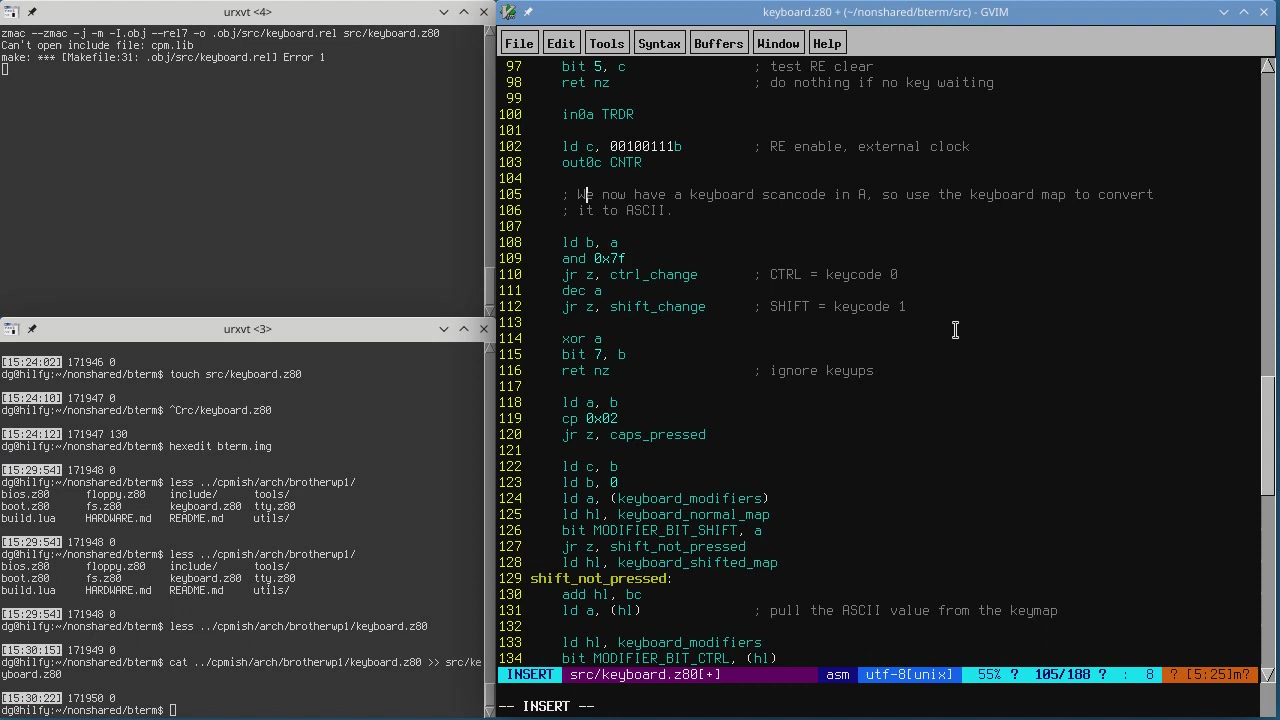 urxvt <4>
zmac --zmac -j -m -I.obj --rel7 -o .obj/src/keyboard.rel src/keyboard.z80
Can't open include file: cpm.lib
make: *** [Makefile:31: .obj/src/keyboard.rel] Error 1
urxvt <3>
[15:24:02] 171946 0
dg@hilfy:~/nonshared/bterm$ touch src/keyboard.z80
[15:24:10] 171947 0
dg@hilfy:~/nonshared/bterm$ ^Crc/keyboard.z80
[15:24:12] 171947 130
dg@hilfy:~/nonshared/bterm$ hexedit bterm.img
[15:29:54] 171948 0
dg@hilfy:~/nonshared/bterm$ less ../cpmish/arch/brotherwp1/
bios.z80 floppy.z80 include/ tools/
boot.z80 fs.z80 keyboard.z80 tty.z80
build.lua HARDWARE.md README.md utils/
[15:29:54] 171948 0
dg@hilfy:~/nonshared/bterm$ less ../cpmish/arch/brotherwp1/
bios.z80 floppy.z80 include/ tools/
boot.z80 fs.z80 keyboard.z80 tty.z80
build.lua HARDWARE.md README.md utils/
[15:29:54] 171948 0
dg@hilfy:~/nonshared/bterm$ less ../cpmish/arch/brotherwp1/keyboard.z80
[15:30:15] 171949 0
dg@hilfy:~/nonshared/bterm$ cat ../cpmish/arch/brotherwp1/keyboard.z80 >> src/ke
yboard.z80
[15:30:22] 171950 0
dg@hilfy:~/nonshared/bterm$
keyboard.z80 + (~/nonshared/bterm/src) - GVIM
File Edit Tools Syntax Buffers Window Help
97 bit 5, c ; test RE clear
98 ret nz ; do nothing if no key waiting
99
100 in0a TRDR
101
102 ld c, 00100111b ; RE enable, external clock
103 out0c CNTR
104
105 ; We now have a keyboard scancode in A, so use the keyboard map to convert
106 ; it to ASCII.
107
108 ld b, a
109 and 0x7f
110 jr z, ctrl_change ; CTRL = keycode 0
111 dec a
112 jr z, shift_change ; SHIFT = keycode 1
113
114 xor a
115 bit 7, b
116 ret nz ; ignore keyups
117
118 ld a, b
119 cp 0x02
120 jr z, caps_pressed
121
122 ld c, b
123 ld b, 0
124 ld a, (keyboard_modifiers)
125 ld hl, keyboard_normal_map
126 bit MODIFIER_BIT_SHIFT, a
127 jr z, shift_not_pressed
128 ld hl, keyboard_shifted_map
129 shift_not_pressed:
130 add hl, bc
131 ld a, (hl) ; pull the ASCII value from the keymap
132
133 ld hl, keyboard_modifiers
134 bit MODIFIER_BIT_CTRL, (hl)
INSERT src/keyboard.z80[+] asm utf-8[unix] 55% ? 105/188 ? : 8 ? [5:25]m?
-- INSERT --